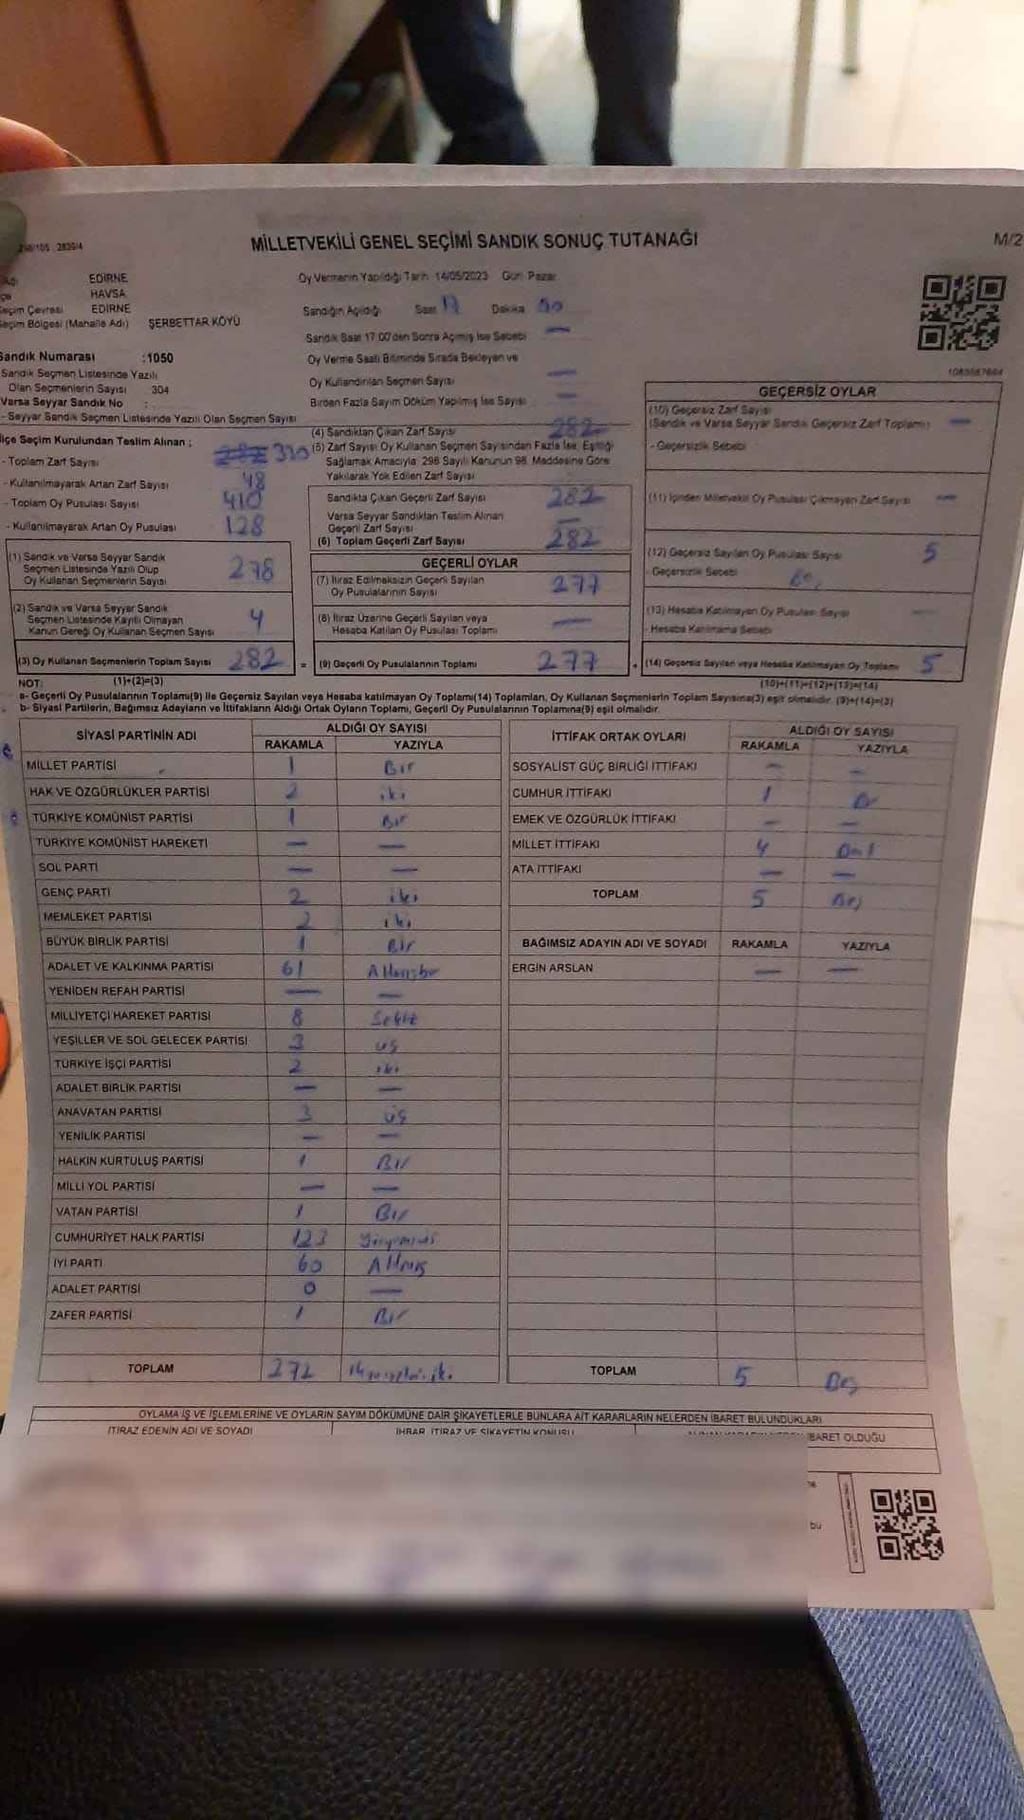 298/105 2839/4
MİLLETVEKİLİ GENEL SEÇİMİ SANDIK SONUÇ TUTANAĞI
M/2
EDİRNE
HAVSA
Seçim Çevresi EDİRNE
Seçim Bölgesi (Mahalle Adı) ŞERBETTAR KÖYÜ
Sandık Numarası :1050
Sandık Seçmen Listesinde Yazılı
Olan Seçmenlerin Sayısı 304
Varsa Seyyar Sandık No :
- Seyyar Sandık Seçmen Listesinde Yazılı Olan Seçmen Sayısı
Oy Vermenin Yapıldığı Tarih 14/05/2023 Gün Pazar
Sandığın Açıldığı Saat 17 Dakika
Sandık Saat 17.00'den Sonra Açılmış İse Sebebi —
Oy Verme Saati Bitiminde Sırada Bekleyen ve
Oy Kullandırılan Seçmen Sayısı —
Birden Fazla Sayım Döküm Yapılmış İse Sayısı —
İlçe Seçim Kurulundan Teslim Alınan ;
- Toplam Zarf Sayısı 330
- Kullanılmayarak Artan Zarf Sayısı 48
- Toplam Oy Pusulası Sayısı 410
- Kullanılmayarak Artan Oy Pusulası 128
(1) Sandık ve Varsa Seyyar Sandık
Seçmen Listesinde Yazılı Olup
Oy Kullanan Seçmenlerin Sayısı 278
(2) Sandık ve Varsa Seyyar Sandık
Seçmen Listesinde Kayıtlı Olmayan
Kanun Gereği Oy Kullanan Seçmen Sayısı 4
(3) Oy Kullanan Seçmenlerin Toplam Sayısı 282
(4) Sandıktan Çıkan Zarf Sayısı 282
(5) Zarf Sayısı Oy Kullanan Seçmen Sayısından Fazla İse, Eşitliği
Sağlamak Amacıyla 298 Sayılı Kanunun 98. Maddesine Göre
Yakılarak Yok Edilen Zarf Sayısı
Sandıkta Çıkan Geçerli Zarf Sayısı 282
Varsa Seyyar Sandıktan Teslim Alınan
Geçerli Zarf Sayısı —
(6) Toplam Geçerli Zarf Sayısı 282
GEÇERLİ OYLAR
(7) İtiraz Edilmeksizin Geçerli Sayılan
Oy Pusulalarının Sayısı 277
(8) İtiraz Üzerine Geçerli Sayılan veya
Hesaba Katılan Oy Pusulası Toplamı —
= (9) Geçerli Oy Pusulalarının Toplamı 277
GEÇERSİZ OYLAR
(10) Geçersiz Zarf Sayısı
(Sandık ve Varsa Seyyar Sandık Geçersiz Zarf Toplamı) —
- Geçersizlik Sebebi
(11) İçinden Milletvekili Oy Pusulası Çıkmayan Zarf Sayısı —
(12) Geçersiz Sayılan Oy Pusulası Sayısı 5
- Geçersizlik Sebebi
(13) Hesaba Katılmayan Oy Pusulası Sayısı —
- Hesaba Katılmama Sebebi
+ (14) Geçersiz Sayılan veya Hesaba Katılmayan Oy Toplamı 5
NOT: (1)+(2)=(3)
(10)+(11)+(12)+(13)=(14)
a- Geçerli Oy Pusulalarının Toplamı(9) ile Geçersiz Sayılan veya Hesaba katılmayan Oy Toplamı(14) Toplamları, Oy Kullanan Seçmenlerin Toplam Sayısına(3) eşit olmalıdır. (9)+(14)=(3)
b- Siyasi Partilerin, Bağımsız Adayların ve İttifakların Aldığı Ortak Oyların Toplamı, Geçerli Oy Pusulalarının Toplamına(9) eşit olmalıdır.
SİYASİ PARTİNİN ADI ALDIĞI OY SAYISI
RAKAMLA YAZIYLA
MİLLET PARTİSİ 1 Bir
HAK VE ÖZGÜRLÜKLER PARTİSİ 2 iki
TÜRKİYE KOMÜNİST PARTİSİ 1 Bir
TÜRKİYE KOMÜNİST HAREKETİ — —
SOL PARTİ — —
GENÇ PARTİ 2 iki
MEMLEKET PARTİSİ 2 iki
BÜYÜK BİRLİK PARTİSİ 1 Bir
ADALET VE KALKINMA PARTİSİ 61 Altmışbir
YENİDEN REFAH PARTİSİ — —
MİLLİYETÇİ HAREKET PARTİSİ 8 Sekiz
YEŞİLLER VE SOL GELECEK PARTİSİ 3 üç
TÜRKİYE İŞÇİ PARTİSİ 2 iki
ADALET BİRLİK PARTİSİ — —
ANAVATAN PARTİSİ 3 üç
YENİLİK PARTİSİ — —
HALKIN KURTULUŞ PARTİSİ 1 Bir
MİLLİ YOL PARTİSİ — —
VATAN PARTİSİ 1 Bir
CUMHURİYET HALK PARTİSİ 123
İYİ PARTİ 60 Altmış
ADALET PARTİSİ 0 —
ZAFER PARTİSİ 1 Bir
TOPLAM 272
İTTİFAK ORTAK OYLARI ALDIĞI OY SAYISI
RAKAMLA YAZIYLA
SOSYALİST GÜÇ BİRLİĞİ İTTİFAKI — —
CUMHUR İTTİFAKI 1
EMEK VE ÖZGÜRLÜK İTTİFAKI — —
MİLLET İTTİFAKI 4
ATA İTTİFAKI — —
TOPLAM 5 Beş
BAĞIMSIZ ADAYIN ADI VE SOYADI RAKAMLA YAZIYLA
ERGİN ARSLAN — —
TOPLAM 5 Beş
OYLAMA İŞ VE İŞLEMLERİNE VE OYLARIN SAYIM DÖKÜMÜNE DAİR ŞİKAYETLERLE BUNLARA AİT KARARLARIN NELERDEN İBARET BULUNDUKLARI
İTİRAZ EDENİN ADI VE SOYADI İHBAR, İTİRAZ VE ŞİKAYETİN KONUSU İBARET OLDUĞU
bu